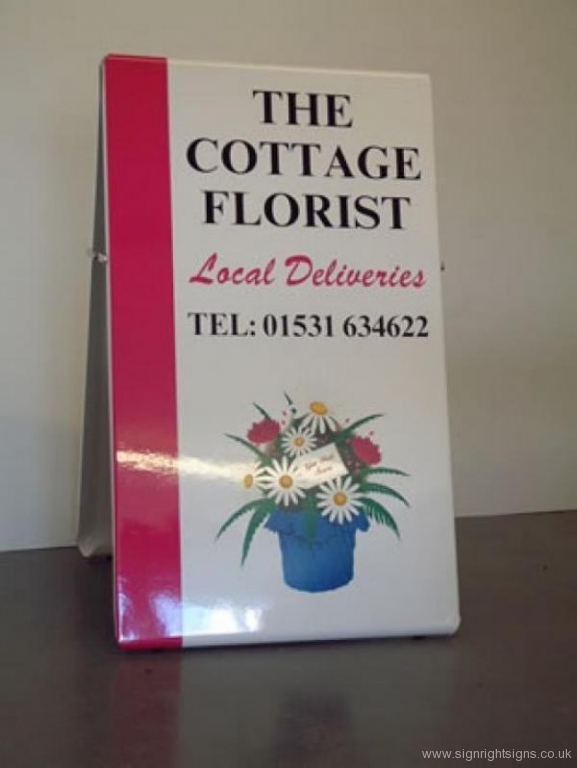 THE
COTTAGE
FLORIST
Local Deliveries
TEL: 01531 634622
www.signrightsigns.co.uk